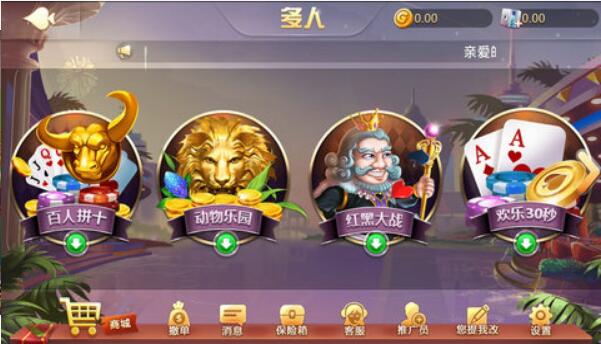 多人
0.00
0.00
亲爱的
百人拼十
动物乐园
红黑大战
欢乐30秒
商城
撤单
消息
保险箱
客服
推广员
您提我改
设置